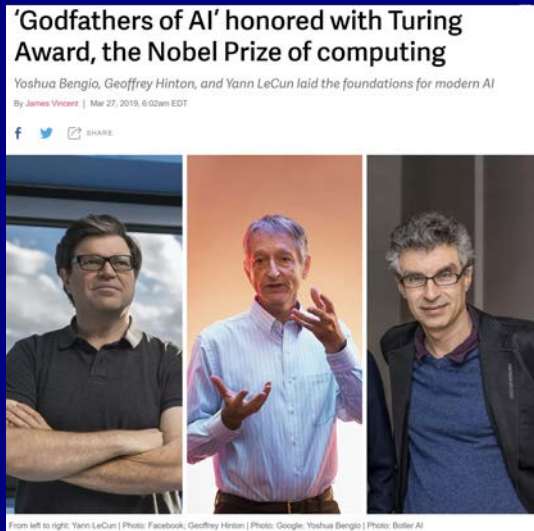 ‘Godfathers of AI’ honored with Turing
Award, the Nobel Prize of computing
Yoshua Bengio, Geoffrey Hinton, and Yann LeCun laid the foundations for modern AI
By James Vincent | Mar 27, 2019, 6:02am EDT
SHARE
From left to right: Yann LeCun | Photo: Facebook; Geoffrey Hinton | Photo: Google; Yoshua Bengio | Photo: Botler AI